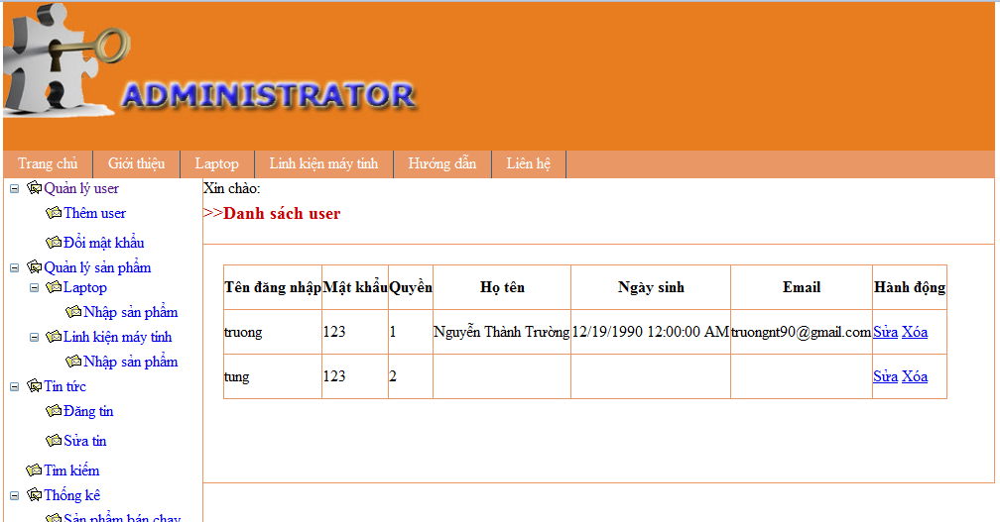 ADMINISTRATOR
Trang chủ Giới thiệu Laptop Linh kiện máy tính Hướng dẫn Liên hệ
Quản lý user
Thêm user
Đổi mật khẩu
Quản lý sản phẩm
Laptop
Nhập sản phẩm
Linh kiện máy tính
Nhập sản phẩm
Tin tức
Đăng tin
Sửa tin
Tìm kiếm
Thống kê
Sản phẩm bán chạy
Xin chào:
>>Danh sách user
Tên đăng nhập Mật khẩu Quyền Họ tên Ngày sinh Email Hành động
truong 123 1 Nguyễn Thành Trường 12/19/1990 12:00:00 AM truongnt90@gmail.com Sửa Xóa
tung 123 2 Sửa Xóa